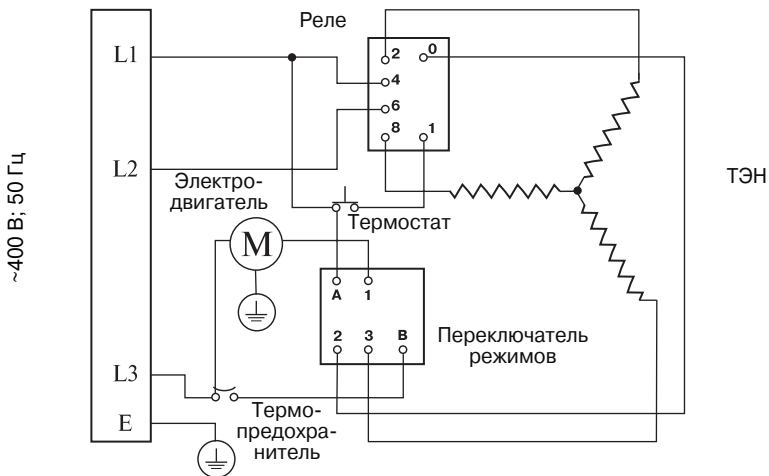 Реле
L1
2 0
4
6
8 1
L2
Электро-
двигатель
ТЭН
~400 В; 50 Гц
Термостат
M
A 1
2 3 B
Переключатель
режимов
L3
E
Термо-
предохра-
нитель